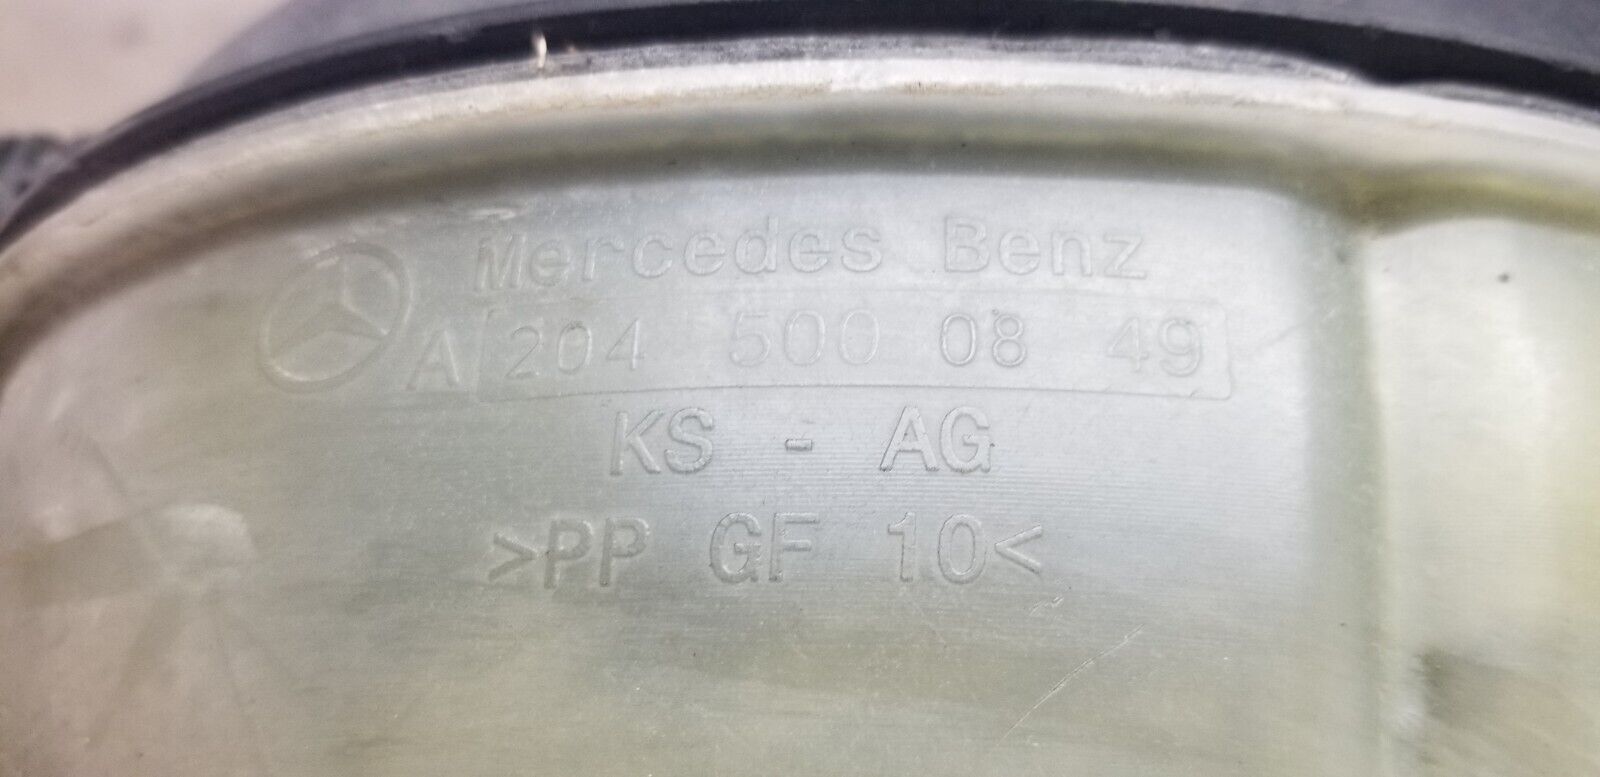 Mercedes Benz
A 204 500 08 49
KS - AG
>PP GF 10<